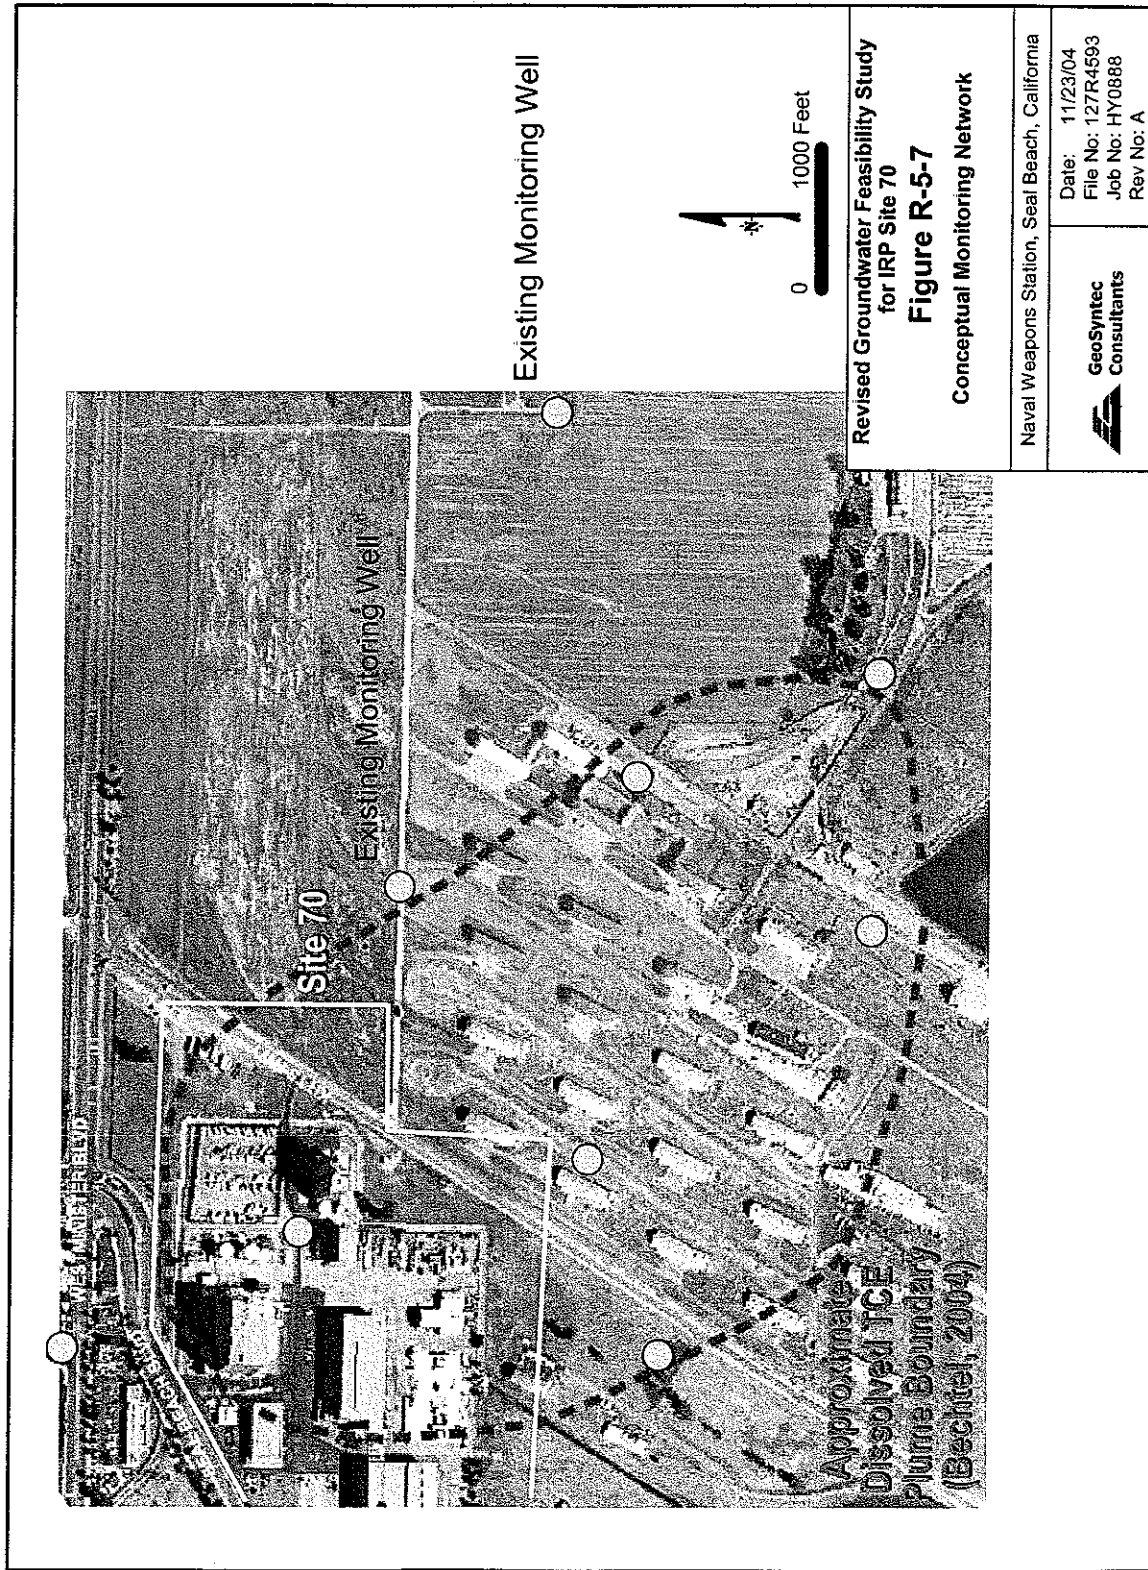 WESTMINSTER BLVD
Site 70
Existing Monitoring Well
Existing Monitoring Well
Approximate
Dissolved TCE
Plume Boundary
(Bechtel, 2004)
-N-
0 1000 Feet
Revised Groundwater Feasibility Study
for IRP Site 70
Figure R-5-7
Conceptual Monitoring Network
Naval Weapons Station, Seal Beach, California
GeoSyntec
Consultants
Date: 11/23/04
File No: 127R4593
Job No: HY0888
Rev No: A